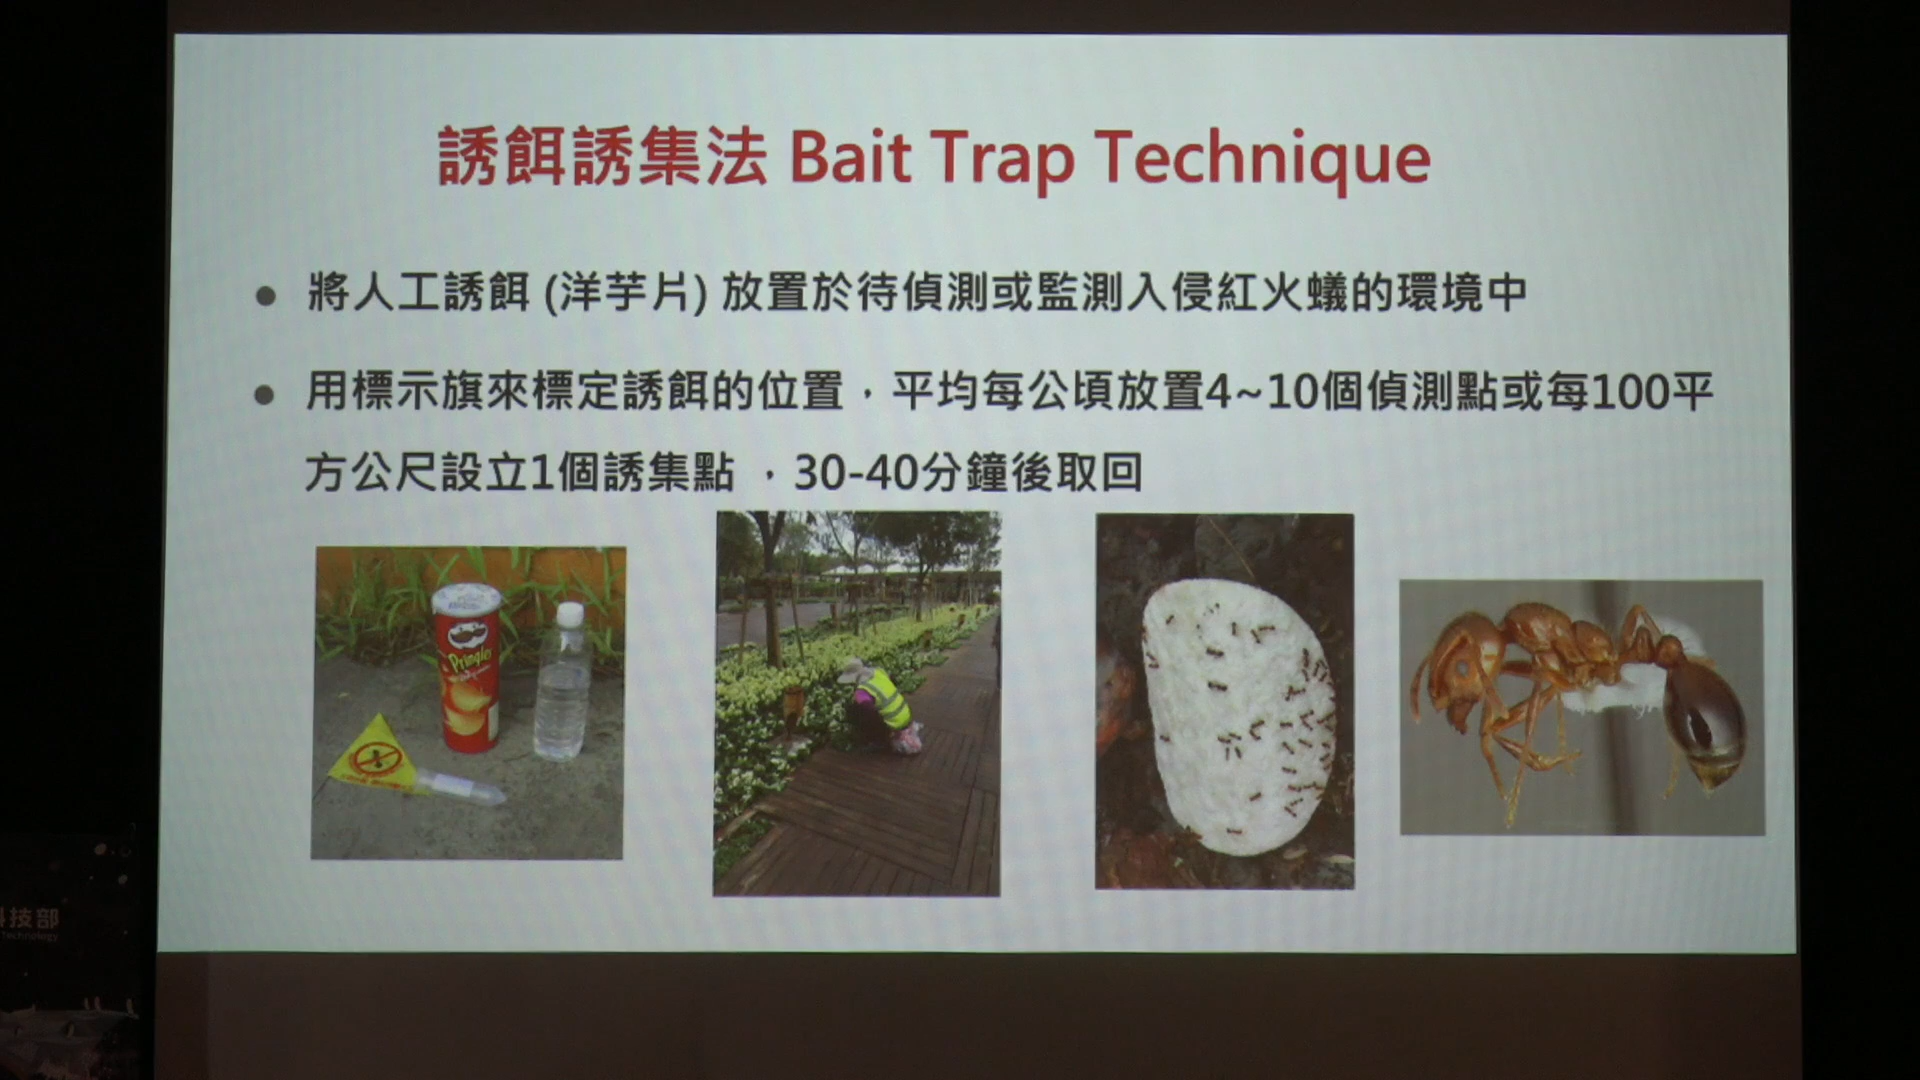 誘餌誘集法 Bait Trap Technique
● 將人工誘餌 (洋芋片) 放置於待偵測或監測入侵紅火蟻的環境中
● 用標示旗來標定誘餌的位置，平均每公頃放置4~10個偵測點或每100平
方公尺設立1個誘集點 ，30-40分鐘後取回
Pringles
技部
Technology